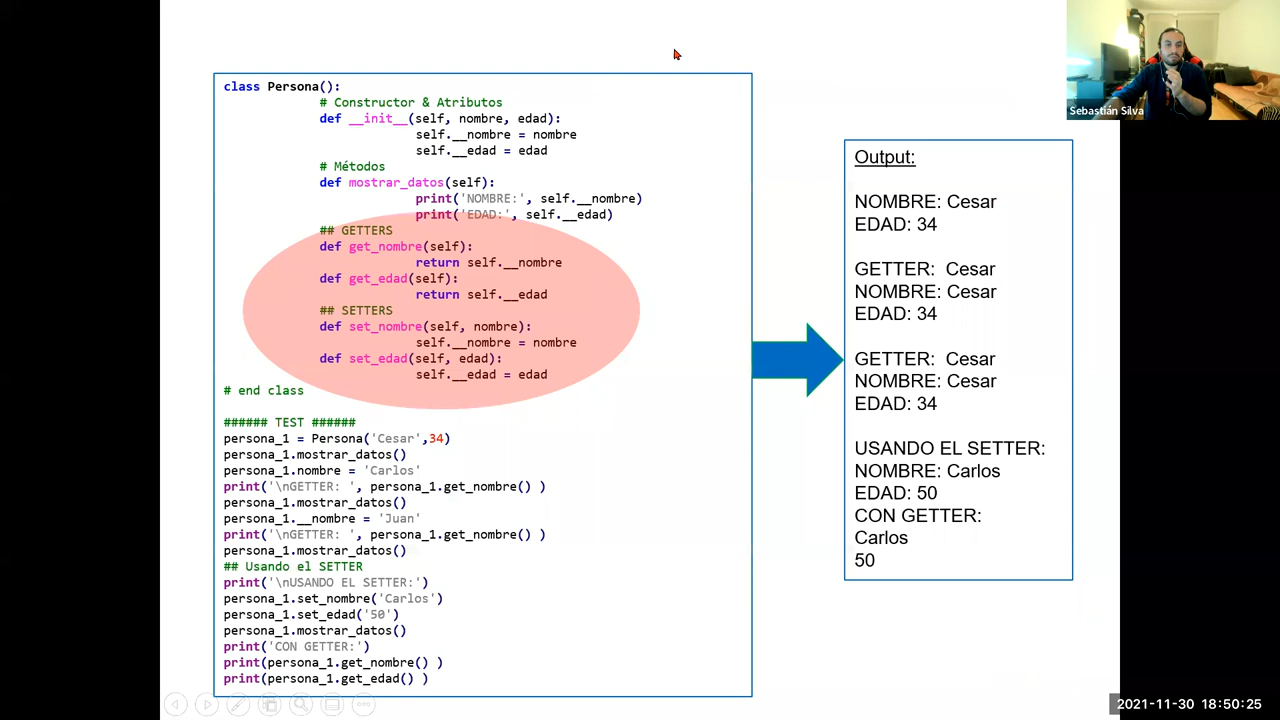 class Persona():
# Constructor & Atributos
def __init__(self, nombre, edad):
self.__nombre = nombre
self.__edad = edad
# Métodos
def mostrar_datos(self):
print('NOMBRE:', self.__nombre)
print('EDAD:', self.__edad)
## GETTERS
def get_nombre(self):
return self.__nombre
def get_edad(self):
return self.__edad
## SETTERS
def set_nombre(self, nombre):
self.__nombre = nombre
def set_edad(self, edad):
self.__edad = edad
# end class
###### TEST ######
persona_1 = Persona('Cesar',34)
persona_1.mostrar_datos()
persona_1.nombre = 'Carlos'
print('\nGETTER: ', persona_1.get_nombre() )
persona_1.mostrar_datos()
persona_1.__nombre = 'Juan'
print('\nGETTER: ', persona_1.get_nombre() )
persona_1.mostrar_datos()
## Usando el SETTER
print('\nUSANDO EL SETTER:')
persona_1.set_nombre('Carlos')
persona_1.set_edad('50')
persona_1.mostrar_datos()
print('CON GETTER:')
print(persona_1.get_nombre() )
print(persona_1.get_edad() )
Output:
NOMBRE: Cesar
EDAD: 34
GETTER:  Cesar
NOMBRE: Cesar
EDAD: 34
GETTER:  Cesar
NOMBRE: Cesar
EDAD: 34
USANDO EL SETTER:
NOMBRE: Carlos
EDAD: 50
CON GETTER:
Carlos
50
Sebastián Silva
2021-11-30 18:50:25